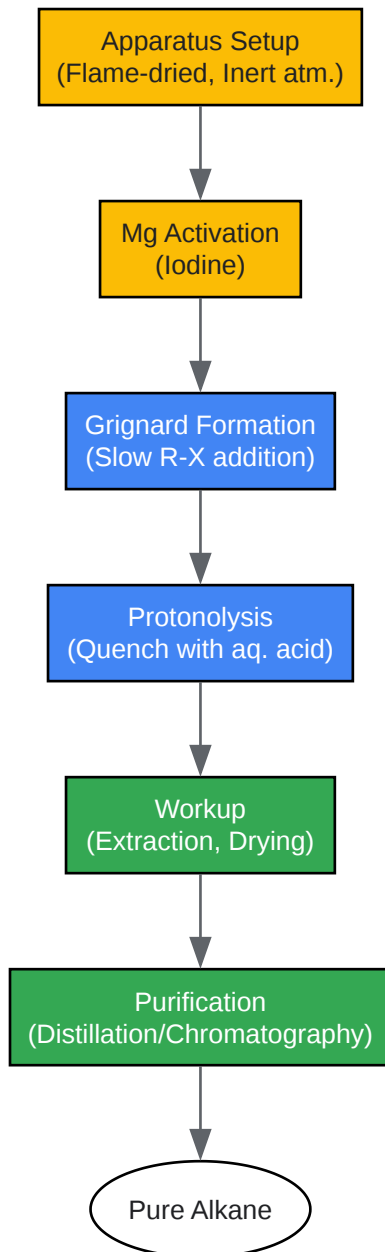 Apparatus Setup
(Flame-dried, Inert atm.)
Mg Activation
(Iodine)
Grignard Formation
(Slow R-X addition)
Protonolysis
(Quench with aq. acid)
Workup
(Extraction, Drying)
Purification
(Distillation/Chromatography)
Pure Alkane